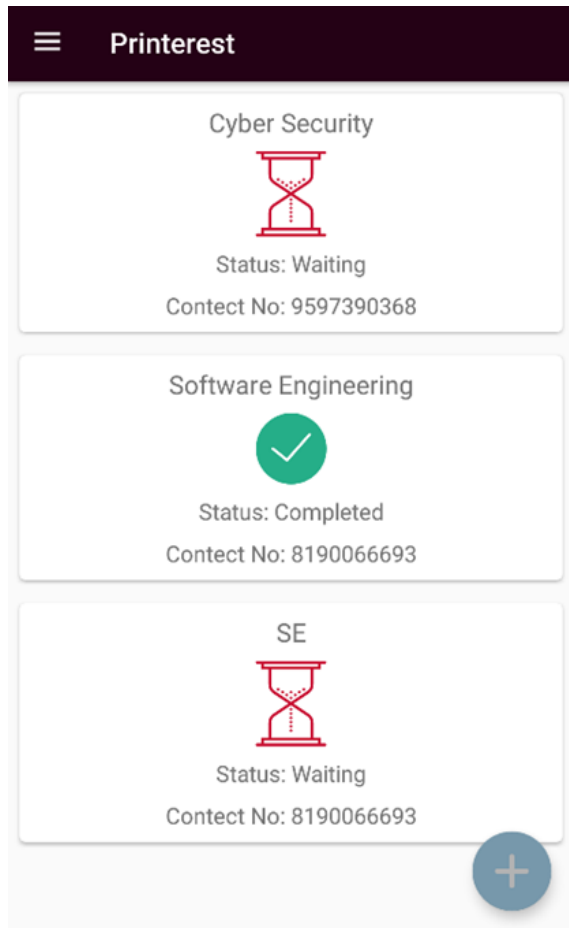 Printerest
Cyber Security
Status: Waiting
Contect No: 9597390368
Software Engineering
Status: Completed
Contect No: 8190066693
SE
Status: Waiting
Contect No: 8190066693